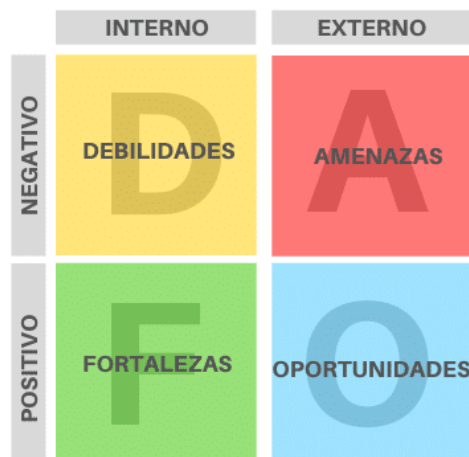 INTERNO
EXTERNO
NEGATIVO
D
DEBILIDADES
A
AMENAZAS
POSITIVO
F
FORTALEZAS
O
OPORTUNIDADES